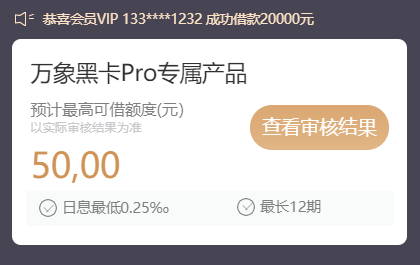 恭喜会员VIP 133****1232 成功借款20000元
万象黑卡Pro专属产品
预计最高可借额度(元)
以实际审核结果为准
查看审核结果
50,00
日息最低0.25‰
最长12期